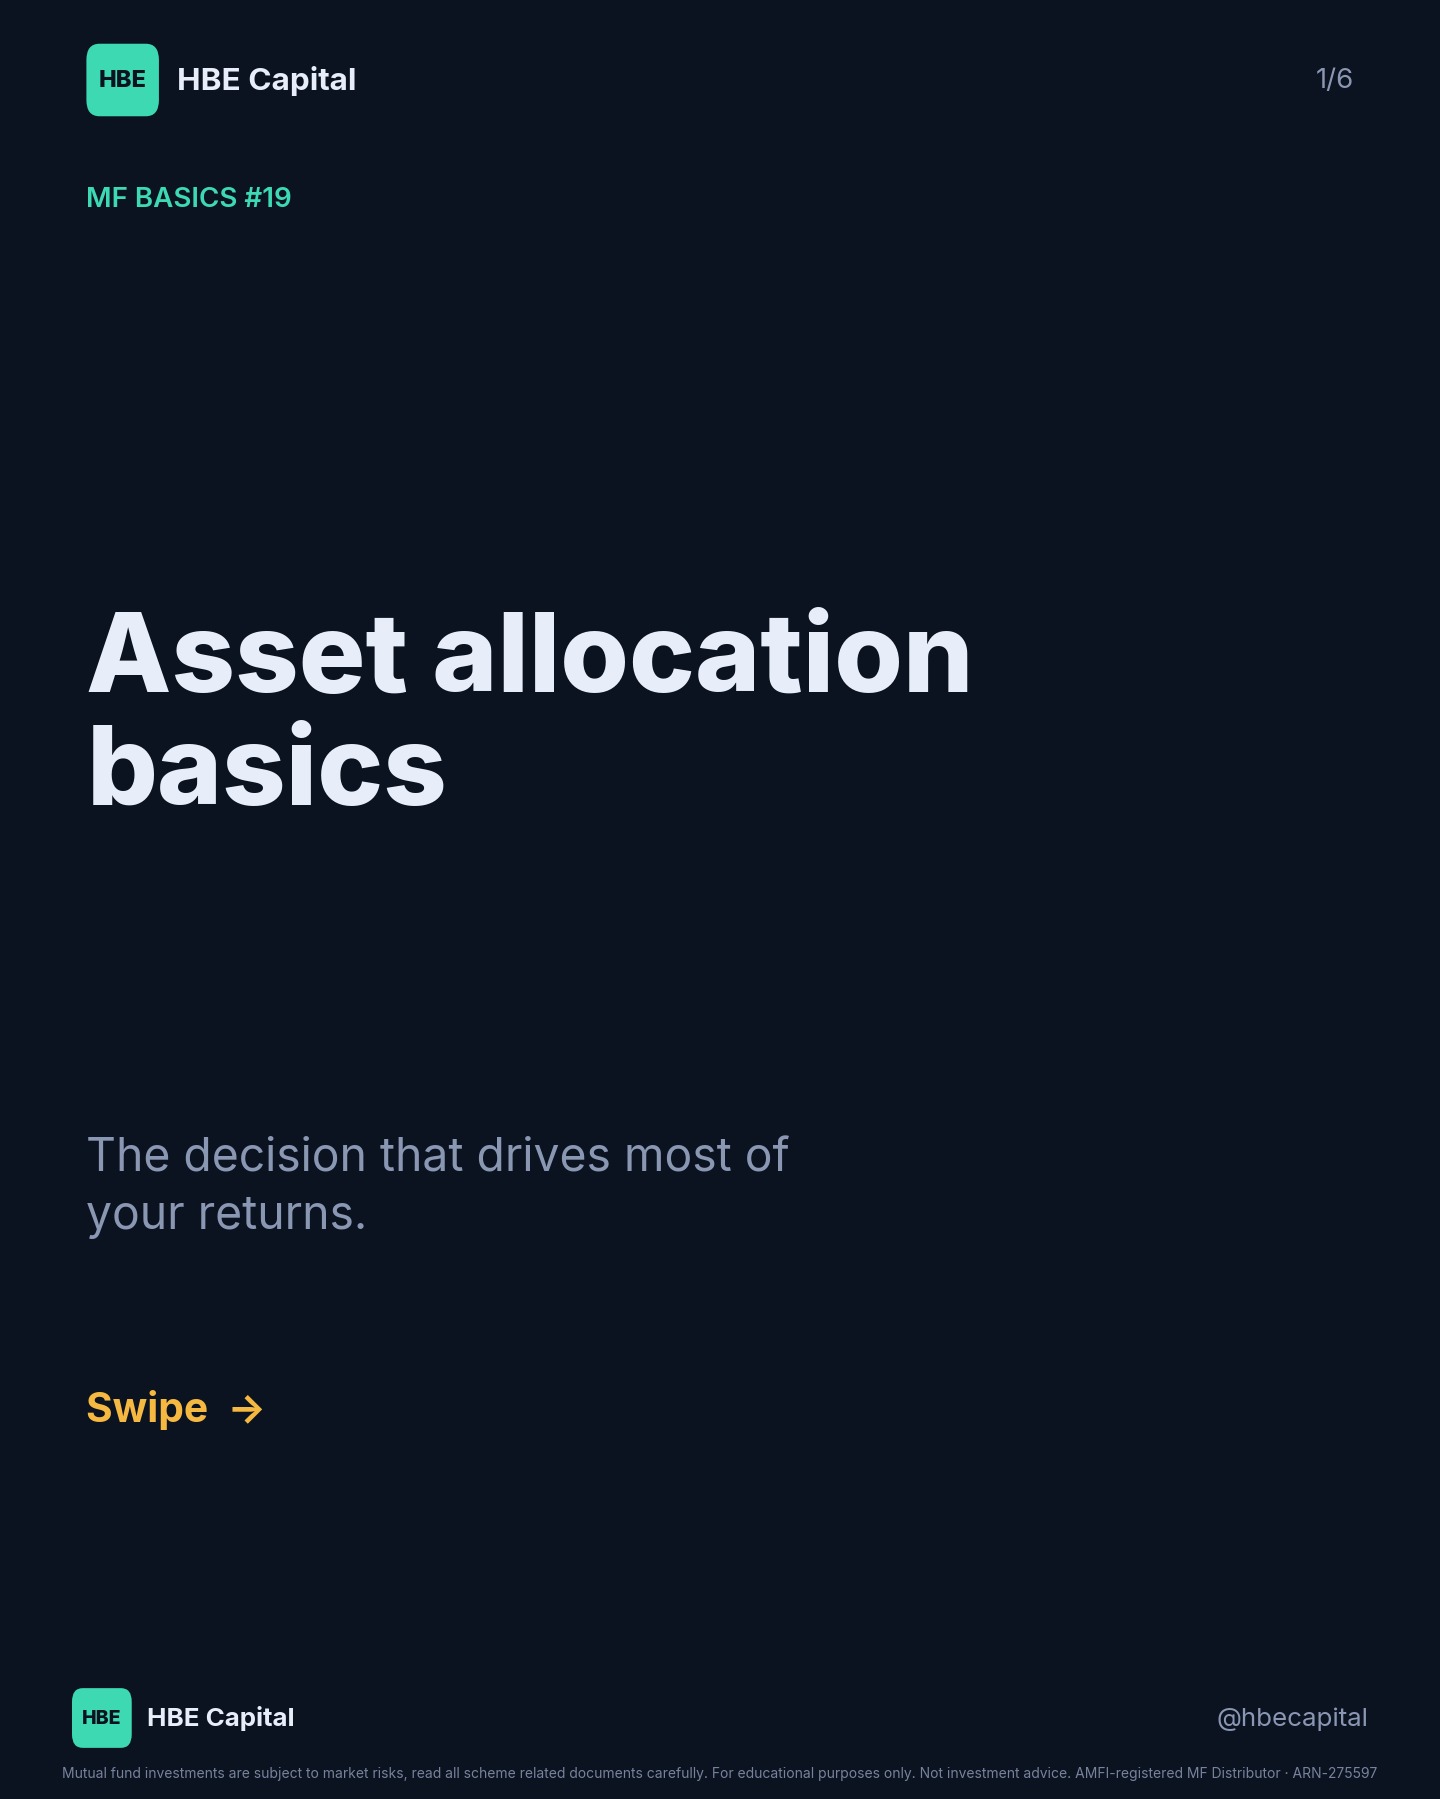 HBE HBE Capital 1/6
MF BASICS #19
Asset allocation
basics
The decision that drives most of
your returns.
Swipe →
HBE HBE Capital @hbecapital
Mutual fund investments are subject to market risks, read all scheme related documents carefully. For educational purposes only. Not investment advice. AMFI-registered MF Distributor · ARN-275597